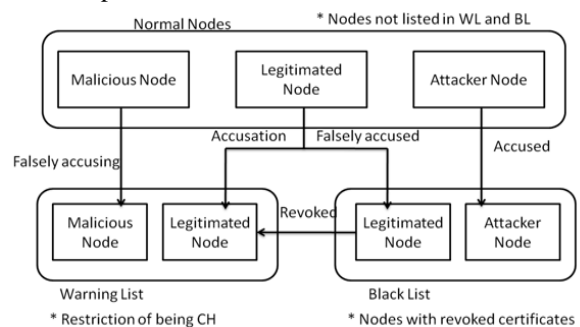 Normal Nodes
* Nodes not listed in WL and BL
Malicious Node
Legitimated
Node
Attacker Node
Accusation
Falsely accused
Accused
Falsely accusing
Malicious
Node
Legitimated
Node
Revoked
Legitimated
Node
Attacker
Node
Warning List
Black List
* Restriction of being CH
* Nodes with revoked certificates